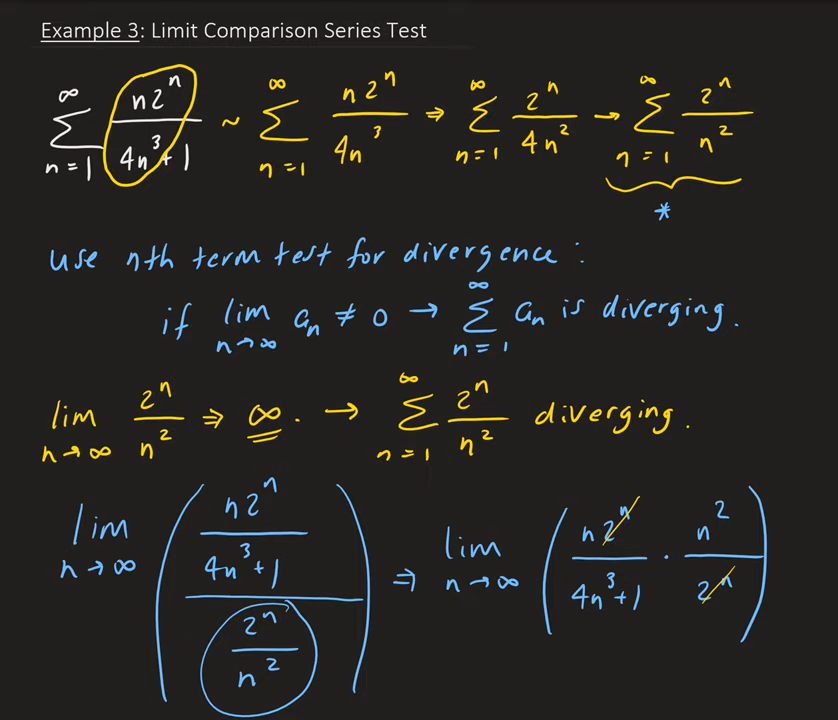 Example 3: Limit Comparison Series Test
∞∑n=1 n2^n/(4n^3+1) ~ ∞∑n=1 n2^n/4n^3 ⇒ ∞∑n=1 2^n/4n^2 → ∞∑n=1 2^n/n^2
*
use nth term test for divergence:
if lim n→∞ a_n ≠ 0 → ∞∑n=1 a_n is diverging.
lim n→∞ 2^n/n^2 ⇒ ∞. → ∞∑n=1 2^n/n^2 diverging.
lim n→∞ ((n2^n/(4n^3+1))/(2^n/n^2)) ⇒ lim n→∞ (n2^n/(4n^3+1) · n^2/2^n)